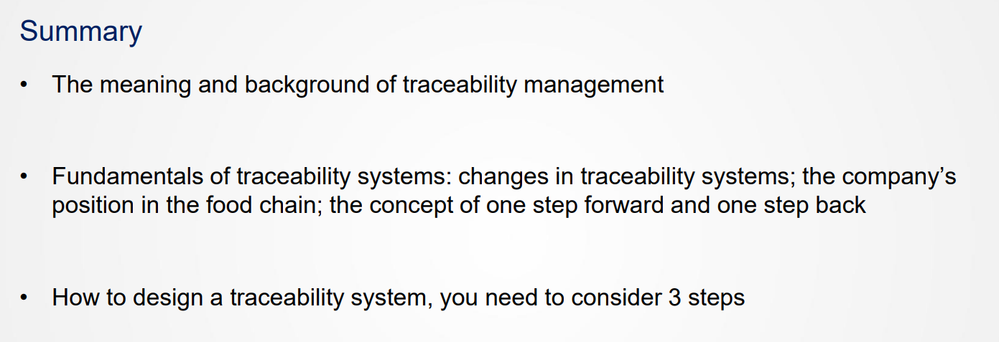 Summary
• The meaning and background of traceability management
• Fundamentals of traceability systems: changes in traceability systems; the company’s
position in the food chain; the concept of one step forward and one step back
• How to design a traceability system, you need to consider 3 steps